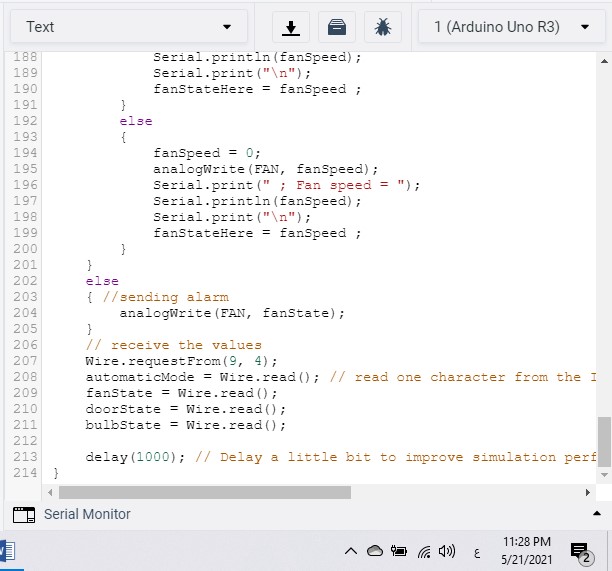 Text
1 (Arduino Uno R3)
188 Serial.println(fanSpeed);
189 Serial.print("\n");
190 fanStateHere = fanSpeed ;
191 }
192 else
193 {
194 fanSpeed = 0;
195 analogWrite(FAN, fanSpeed);
196 Serial.print(" ; Fan speed = ");
197 Serial.println(fanSpeed);
198 Serial.print("\n");
199 fanStateHere = fanSpeed ;
200 }
201 }
202 else
203 { //sending alarm
204 analogWrite(FAN, fanState);
205 }
206 // receive the values
207 Wire.requestFrom(9, 4);
208 automaticMode = Wire.read(); // read one character from the I
209 fanState = Wire.read();
210 doorState = Wire.read();
211 bulbState = Wire.read();
212
213 delay(1000); // Delay a little bit to improve simulation perf
214 }
Serial Monitor
ع
11:28 PM
5/21/2021
2